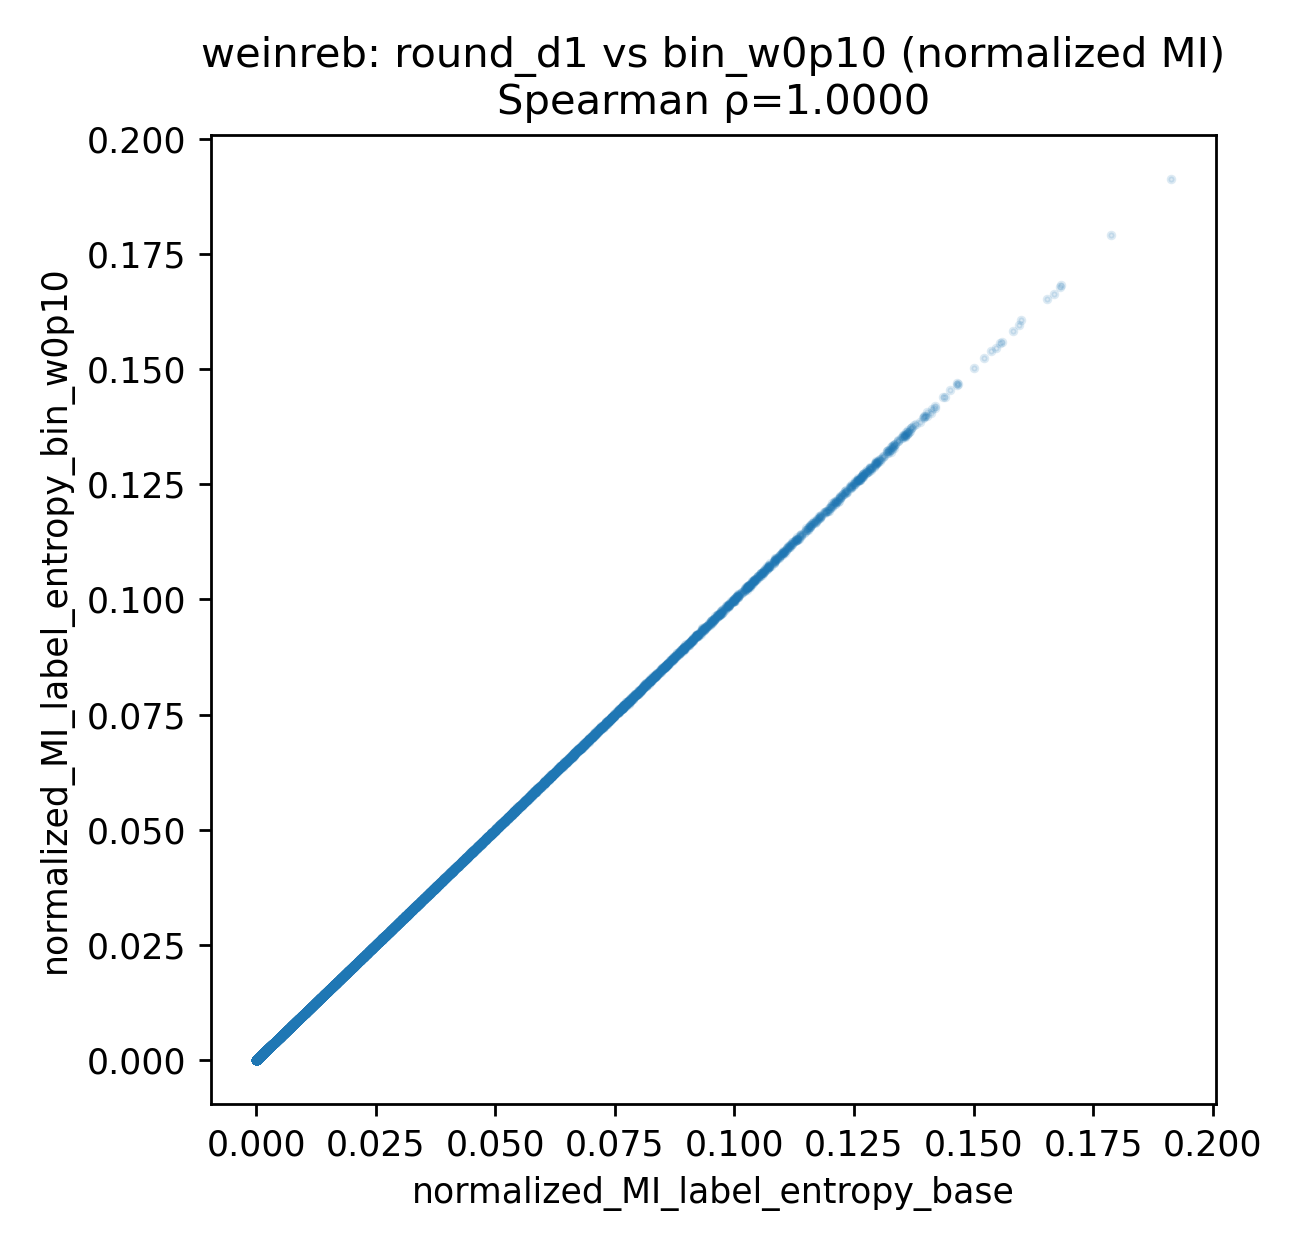 weinreb: round_d1 vs bin_w0p10 (normalized MI)
Spearman ρ=1.0000
normalized_MI_label_entropy_bin_w0p10
0.200
0.175
0.150
0.125
0.100
0.075
0.050
0.025
0.000
0.000 0.025 0.050 0.075 0.100 0.125 0.150 0.175 0.200
normalized_MI_label_entropy_base